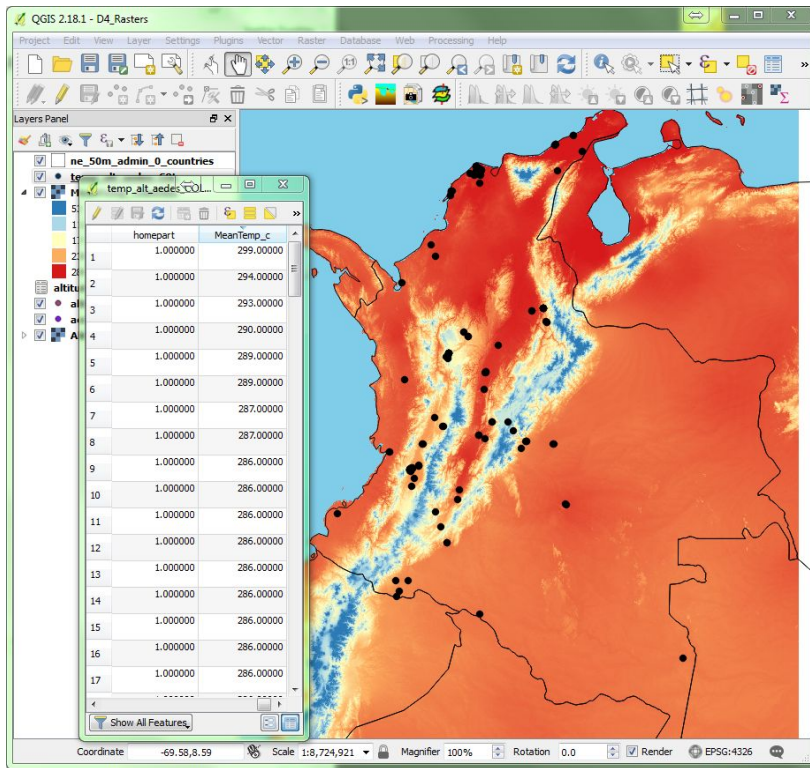 QGIS 2.18.1 - D4_Rasters
Project Edit View Layer Settings Plugins Vector Raster Database Web Processing Help
Layers Panel
ne_50m_admin_0_countries
temp_alt_aedes_COL...
homepart MeanTemp_c
1 1.000000 299.00000
2 1.000000 294.00000
3 1.000000 293.00000
4 1.000000 290.00000
5 1.000000 289.00000
6 1.000000 289.00000
7 1.000000 287.00000
8 1.000000 287.00000
9 1.000000 286.00000
10 1.000000 286.00000
11 1.000000 286.00000
12 1.000000 286.00000
13 1.000000 286.00000
14 1.000000 286.00000
15 1.000000 286.00000
16 1.000000 286.00000
17 1.000000 286.00000
Show All Features
Coordinate -69.58,8.59 Scale 1:8,724,921 Magnifier 100% Rotation 0.0 Render EPSG:4326